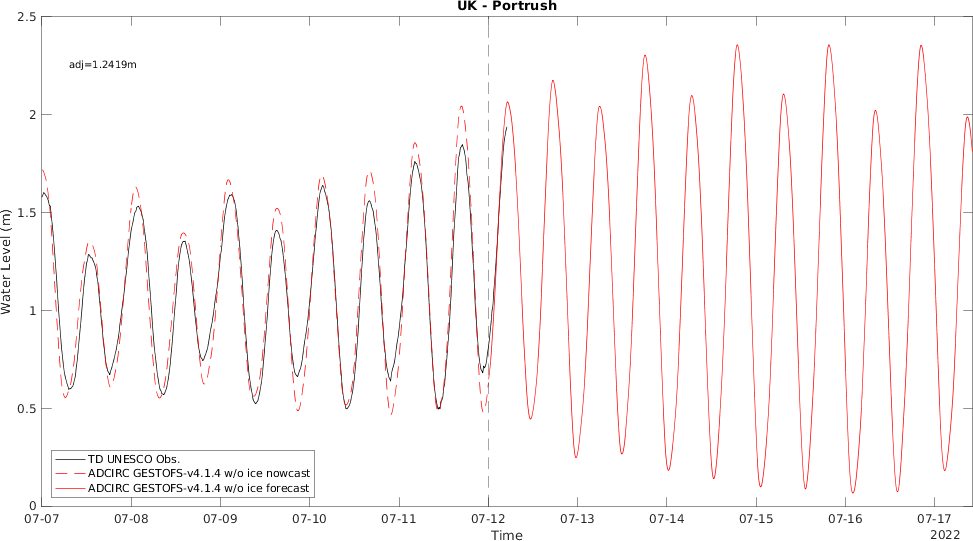 UK - Portrush
adj=1.2419m
Water Level (m)
2.5
2
1.5
1
0.5
0
TD UNESCO Obs.
ADCIRC GESTOFS-v4.1.4 w/o ice nowcast
ADCIRC GESTOFS-v4.1.4 w/o ice forecast
07-07 07-08 07-09 07-10 07-11 07-12 07-13 07-14 07-15 07-16 07-17
Time
2022